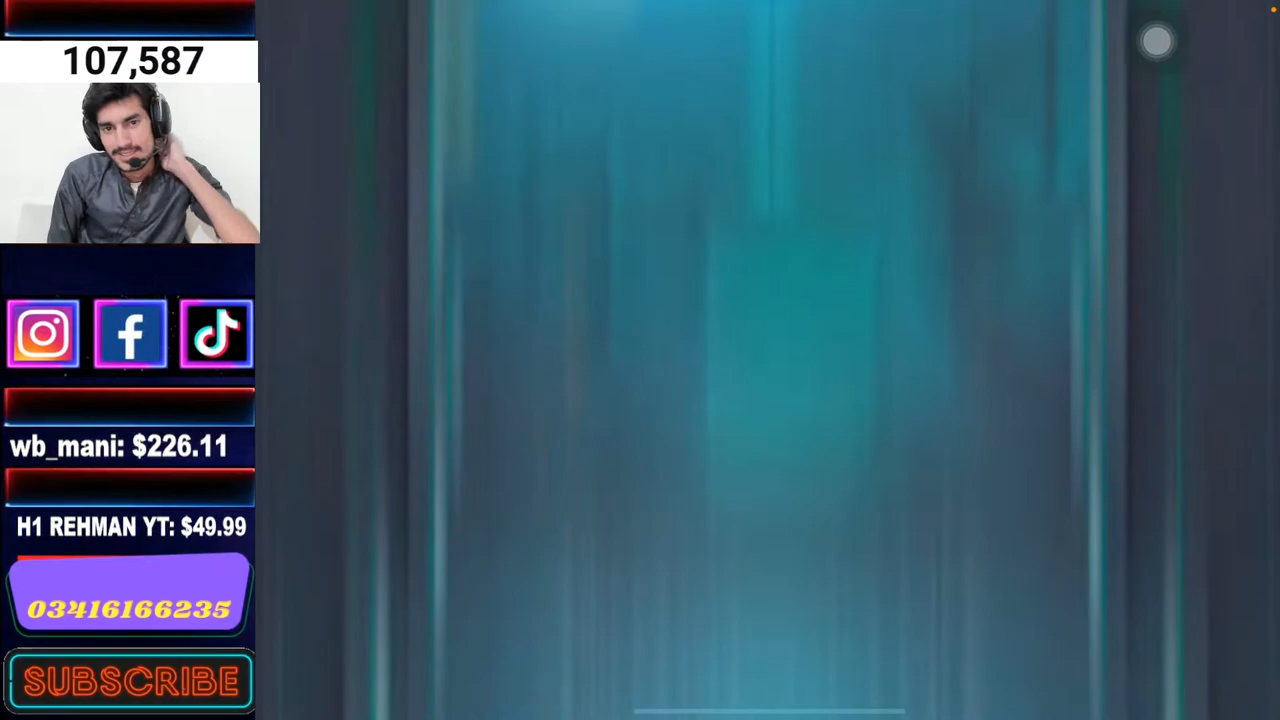 107,587
wb_mani: $226.11
H1 REHMAN YT: $49.99
03416166235
SUBSCRIBE